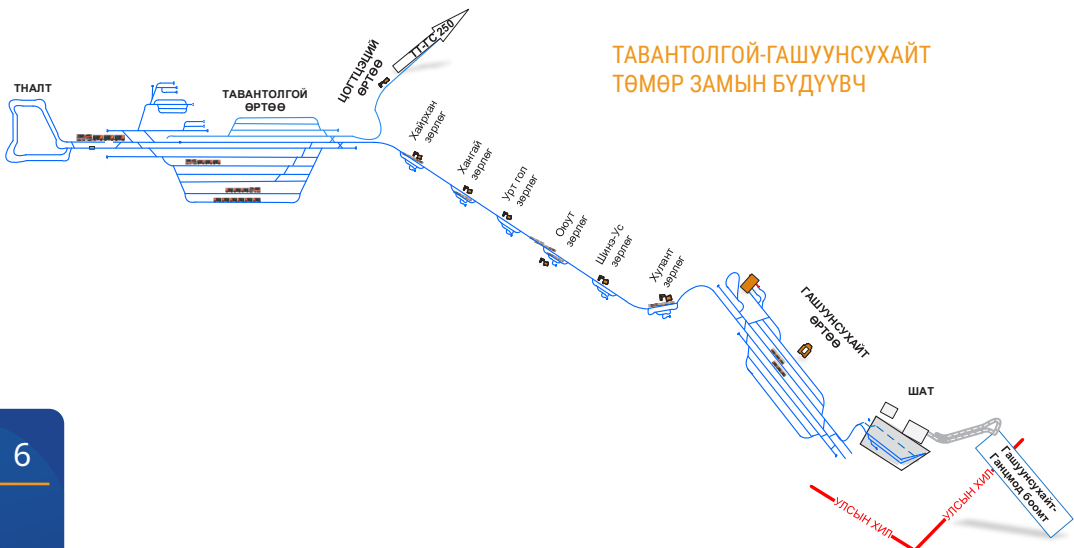 ТАВАНТОЛГОЙ-ГАШУУНСУХАЙТ
ТӨМӨР ЗАМЫН БҮДҮҮВЧ
ТНАЛТ
ТАВАНТОЛГОЙ
ӨРТӨӨ
ЦОГТЦЭЦИЙ
ӨРТӨӨ
ТТ-ГС 250
Хайрхан
зөрлөг
Хангай
зөрлөг
Урт гол
зөрлөг
Оюут
зөрлөг
Шинэ-Ус
зөрлөг
Хулант
зөрлөг
ГАШУУНСУХАЙТ
ӨРТӨӨ
ШАТ
Гашуунсухайт-
Ганцмод боомт
УЛСЫН ХИЛ
УЛСЫН ХИЛ
6